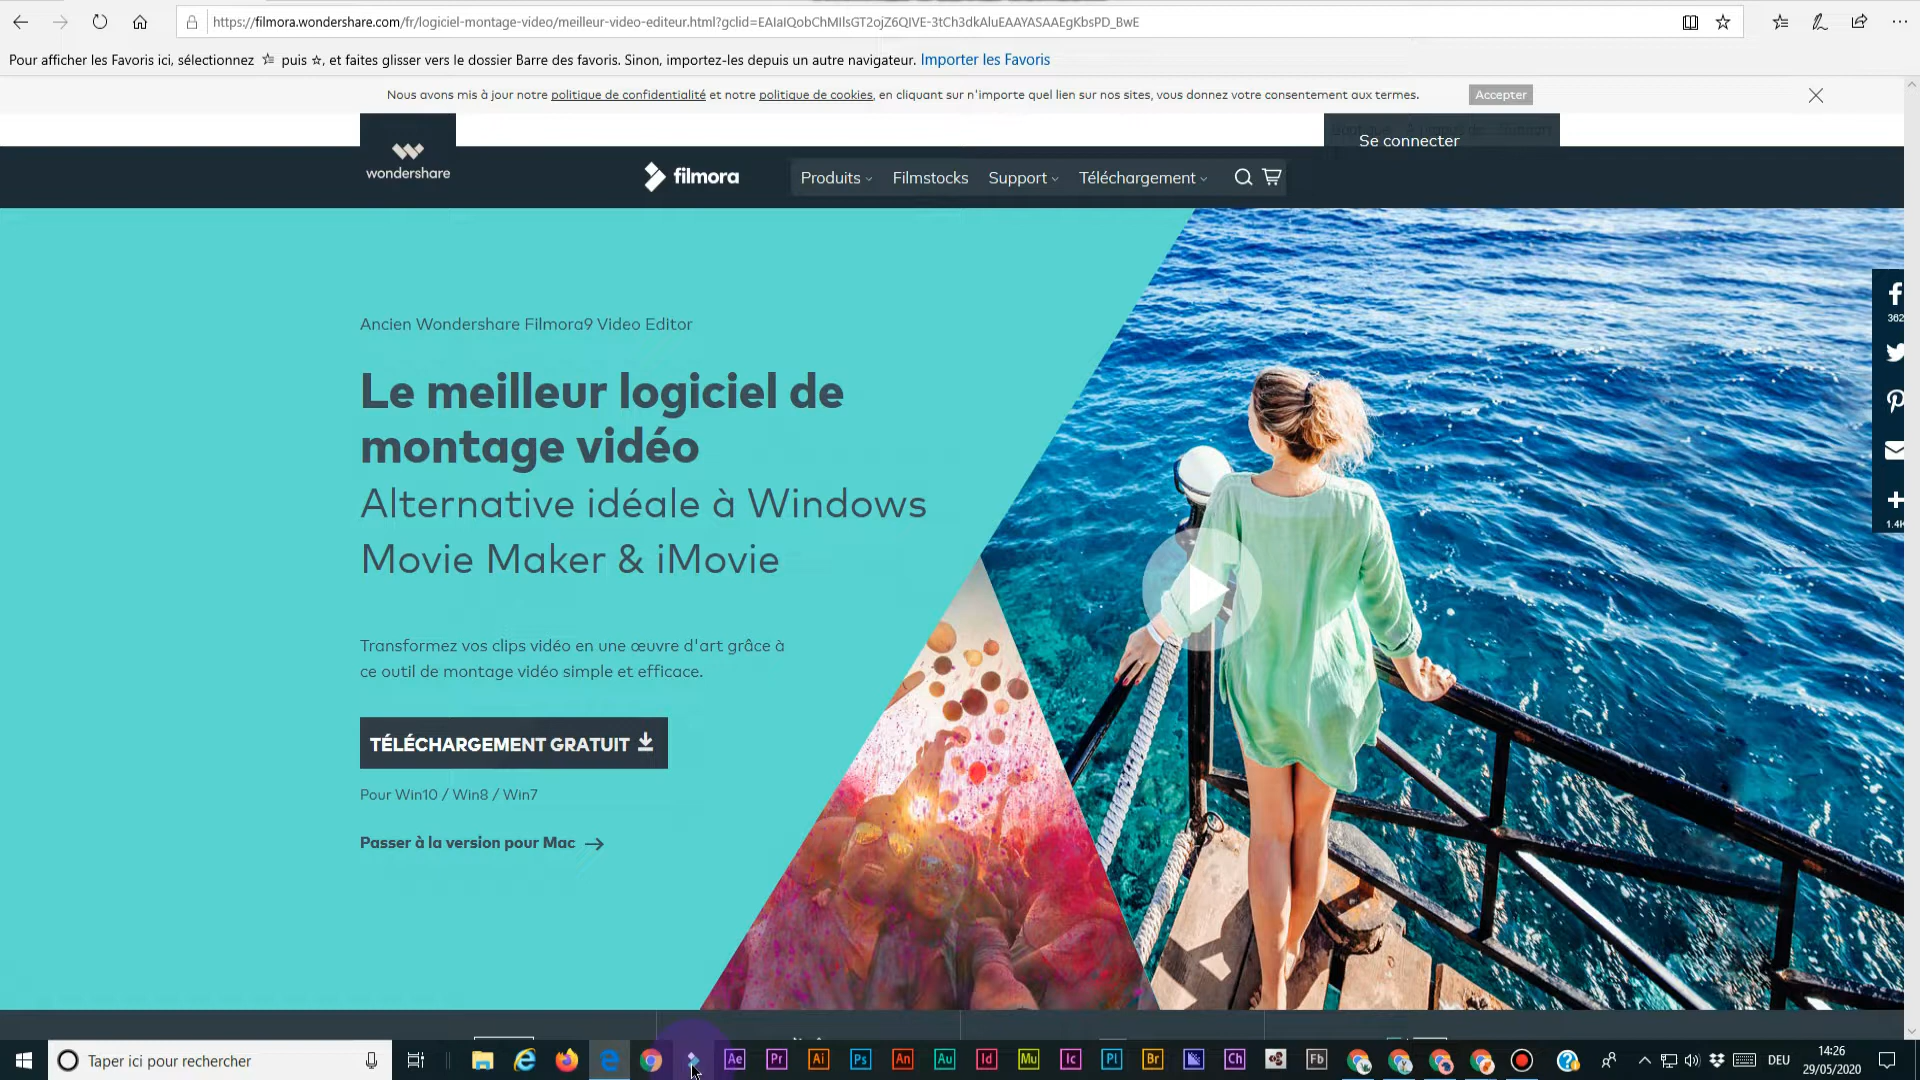 https://filmora.wondershare.com/fr/logiciel-montage-video/meilleur-video-editeur.html?gclid=EAIaIQobChMIlsGT2ojZ6QIVE-3tCh3dkAluEAAYASAAEgKbsPD_BwE
Pour afficher les Favoris ici, sélectionnez puis , et faites glisser vers le dossier Barre des favoris. Sinon, importez-les depuis un autre navigateur. Importer les Favoris
Nous avons mis à jour notre politique de confidentialité et notre politique de cookies, en cliquant sur n'importe quel lien sur nos sites, vous donnez votre consentement aux termes. Accepter
Se connecter
wondershare
filmora
Produits Filmstocks Support Téléchargement
362
Ancien Wondershare Filmora9 Video Editor
Le meilleur logiciel de
montage vidéo
Alternative idéale à Windows
Movie Maker & iMovie
1.4K
Transformez vos clips vidéo en une œuvre d'art grâce à
ce outil de montage vidéo simple et efficace.
TÉLÉCHARGEMENT GRATUIT
Pour Win10 / Win8 / Win7
Passer à la version pour Mac
Taper ici pour rechercher
Ae Pr Ai Ps An Au Id Mu Ic Pl Br Ch Fb
DEU
14:26
29/05/2020